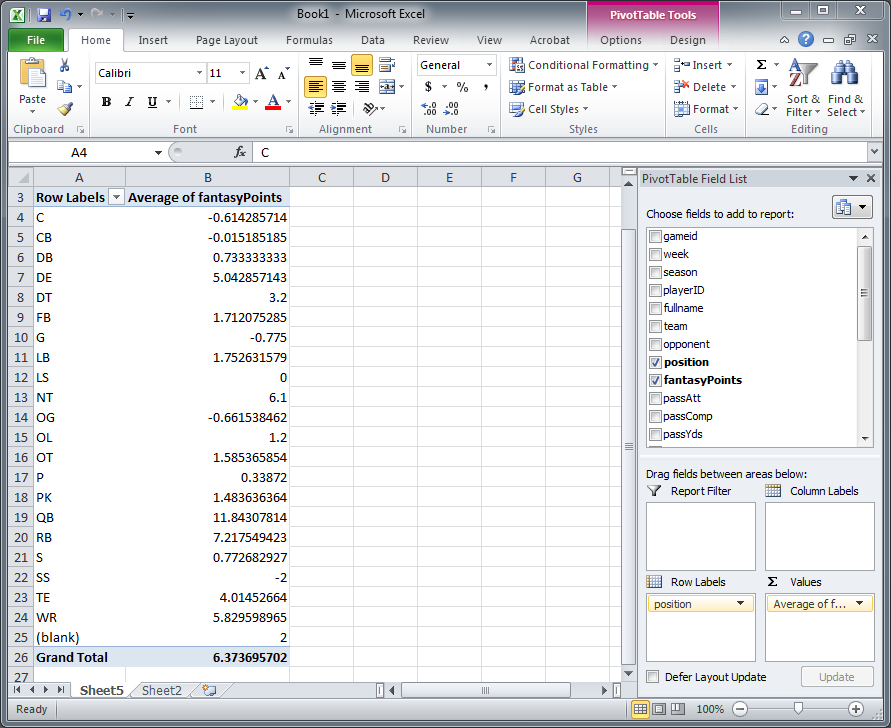 Book1 - Microsoft Excel
PivotTable Tools
File Home Insert Page Layout Formulas Data Review View Acrobat Options Design
Paste
Calibri 11
A A
B I U A
General
$ % ,
.00 .0
Conditional Formatting
Format as Table
Cell Styles
Insert
Delete
Format
Σ
Sort & Filter
Find & Select
Clipboard Font Alignment Number Styles Cells Editing
A4 fx C
A B C D E F G
3 Row Labels Average of fantasyPoints
4 C -0.614285714
5 CB -0.015185185
6 DB 0.733333333
7 DE 5.042857143
8 DT 3.2
9 FB 1.712075285
10 G -0.775
11 LB 1.752631579
12 LS 0
13 NT 6.1
14 OG -0.661538462
15 OL 1.2
16 OT 1.585365854
17 P 0.33872
18 PK 1.483636364
19 QB 11.84307814
20 RB 7.217549423
21 S 0.772682927
22 SS -2
23 TE 4.01452664
24 WR 5.829598965
25 (blank) 2
26 Grand Total 6.373695702
27
PivotTable Field List
Choose fields to add to report:
gameid
week
season
playerID
fullname
team
opponent
position
fantasyPoints
passAtt
passComp
passYds
Drag fields between areas below:
Report Filter Column Labels
Row Labels Σ Values
position Average of f...
Defer Layout Update Update
Sheet5 Sheet2
Ready 100%